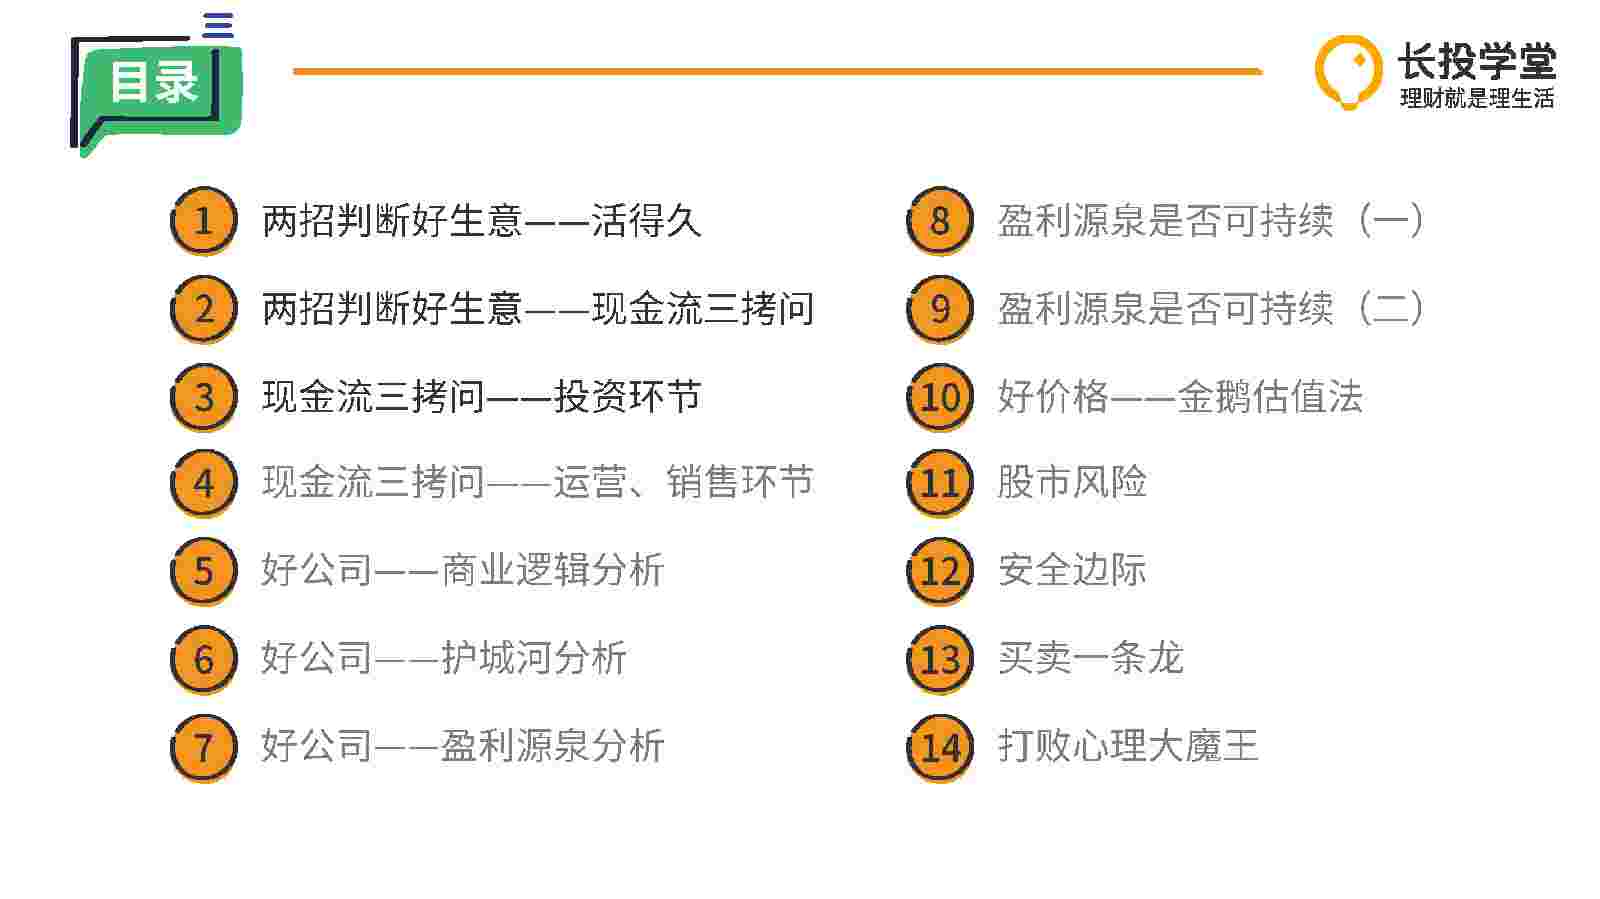 目录
长投学堂
理财就是理生活
1 两招判断好生意——活得久
2 两招判断好生意——现金流三拷问
3 现金流三拷问——投资环节
4 现金流三拷问——运营、销售环节
5 好公司——商业逻辑分析
6 好公司——护城河分析
7 好公司——盈利源泉分析
8 盈利源泉是否可持续（一）
9 盈利源泉是否可持续（二）
10 好价格——金鹅估值法
11 股市风险
12 安全边际
13 买卖一条龙
14 打败心理大魔王